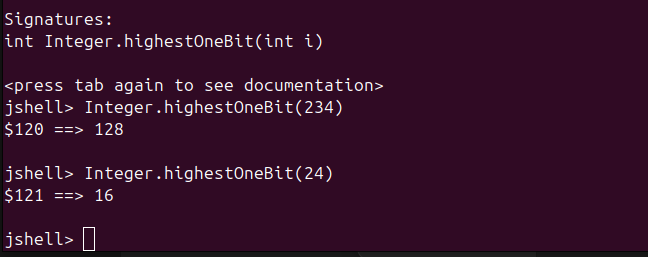 Signatures:
int Integer.highestOneBit(int i)
<press tab again to see documentation>
jshell> Integer.highestOneBit(234)
$120 ==> 128
jshell> Integer.highestOneBit(24)
$121 ==> 16
jshell>